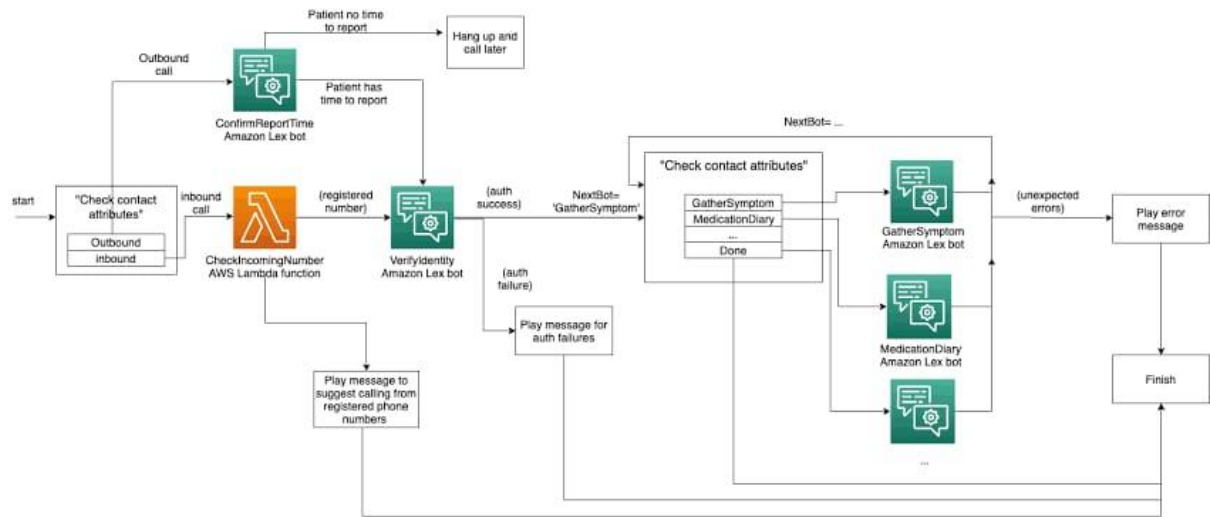 Patient no time
to report
Hang up and
call later
Outbound
call
Patient has
time to report
ConfirmReportTime
Amazon Lex bot
NextBot= ...
start
"Check contact
attributes"
Outbound
inbound
inbound
call
CheckIncomingNumber
AWS Lambda function
(registered
number)
VerifyIdentity
Amazon Lex bot
(auth
success)
(auth
failure)
NextBot=
'GatherSymptom'
"Check contact attributes"
GatherSymptom
MedicationDiary
...
Done
GatherSymptom
Amazon Lex bot
(unexpected
errors)
Play error
message
Play message for
auth failures
MedicationDiary
Amazon Lex bot
Play message to
suggest calling from
registered phone
numbers
Finish
...